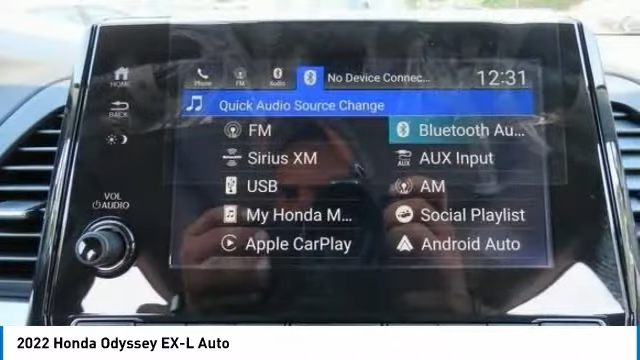 HOME
BACK
VOL
AUDIO
Phone FM Audio No Device Connec... 12:31
Quick Audio Source Change
FM Bluetooth Au...
Sirius XM AUX Input
USB AM
My Honda M... Social Playlist
Apple CarPlay Android Auto
AUX
2022 Honda Odyssey EX-L Auto